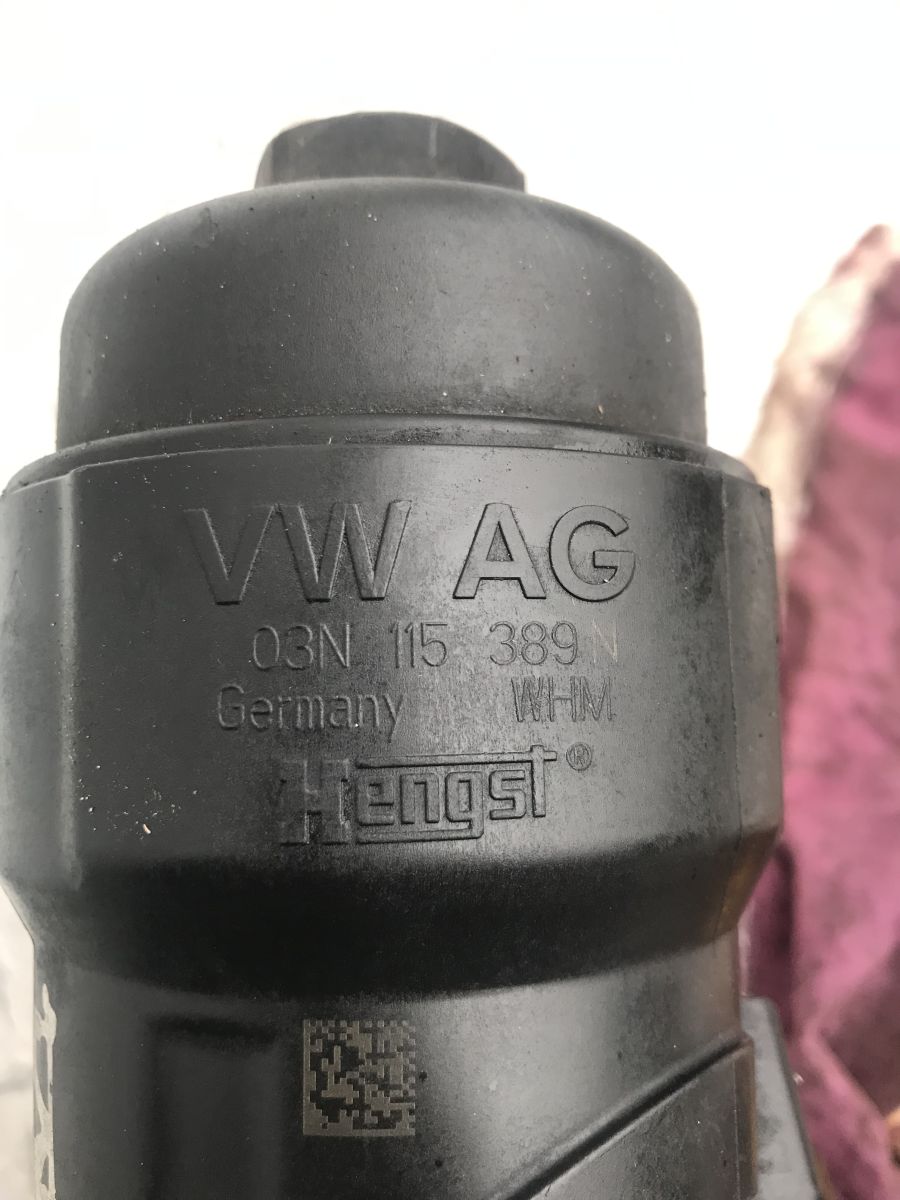 VW AG
03N 115 389 N
Germany WHM
Hengst®